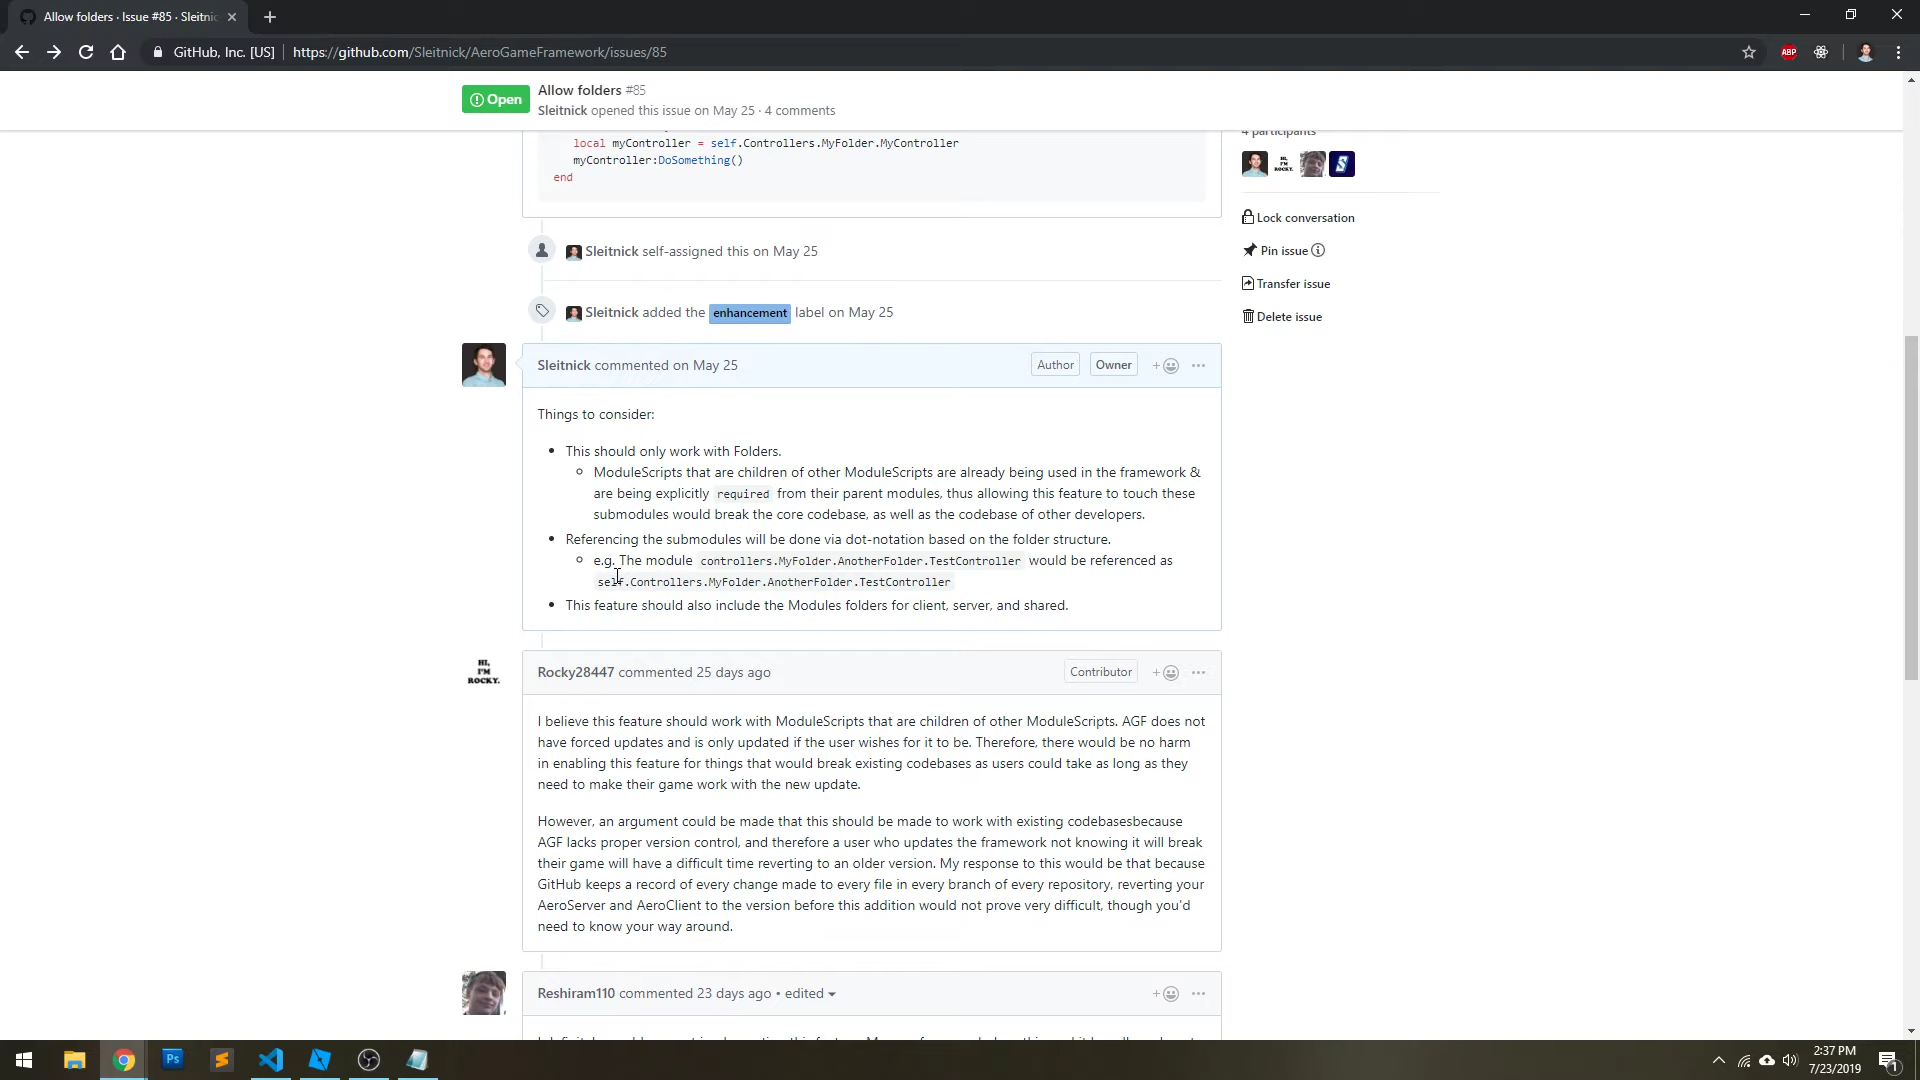 Allow folders · Issue #85 · Sleitnic
GitHub, Inc. [US]
https://github.com/Sleitnick/AeroGameFramework/issues/85
ABP
Open
Allow folders #85
Sleitnick opened this issue on May 25 · 4 comments
local myController = self.Controllers.MyFolder.MyController
myController:DoSomething()
end
4 participants
HI, I'M ROCKY.
Lock conversation
Pin issue
Transfer issue
Delete issue
Sleitnick self-assigned this on May 25
Sleitnick added the enhancement label on May 25
Sleitnick commented on May 25
Author
Owner
Things to consider:
This should only work with Folders.
ModuleScripts that are children of other ModuleScripts are already being used in the framework &
are being explicitly required from their parent modules, thus allowing this feature to touch these
submodules would break the core codebase, as well as the codebase of other developers.
Referencing the submodules will be done via dot-notation based on the folder structure.
e.g. The module controllers.MyFolder.AnotherFolder.TestController would be referenced as
self.Controllers.MyFolder.AnotherFolder.TestController
This feature should also include the Modules folders for client, server, and shared.
HI,
I'M
ROCKY.
Rocky28447 commented 25 days ago
Contributor
I believe this feature should work with ModuleScripts that are children of other ModuleScripts. AGF does not
have forced updates and is only updated if the user wishes for it to be. Therefore, there would be no harm
in enabling this feature for things that would break existing codebases as users could take as long as they
need to make their game work with the new update.
However, an argument could be made that this should be made to work with existing codebasesbecause
AGF lacks proper version control, and therefore a user who updates the framework not knowing it will break
their game will have a difficult time reverting to an older version. My response to this would be that because
GitHub keeps a record of every change made to every file in every branch of every repository, reverting your
AeroServer and AeroClient to the version before this addition would not prove very difficult, though you'd
need to know your way around.
Reshiram110 commented 23 days ago • edited
Ps
2:37 PM
7/23/2019
1